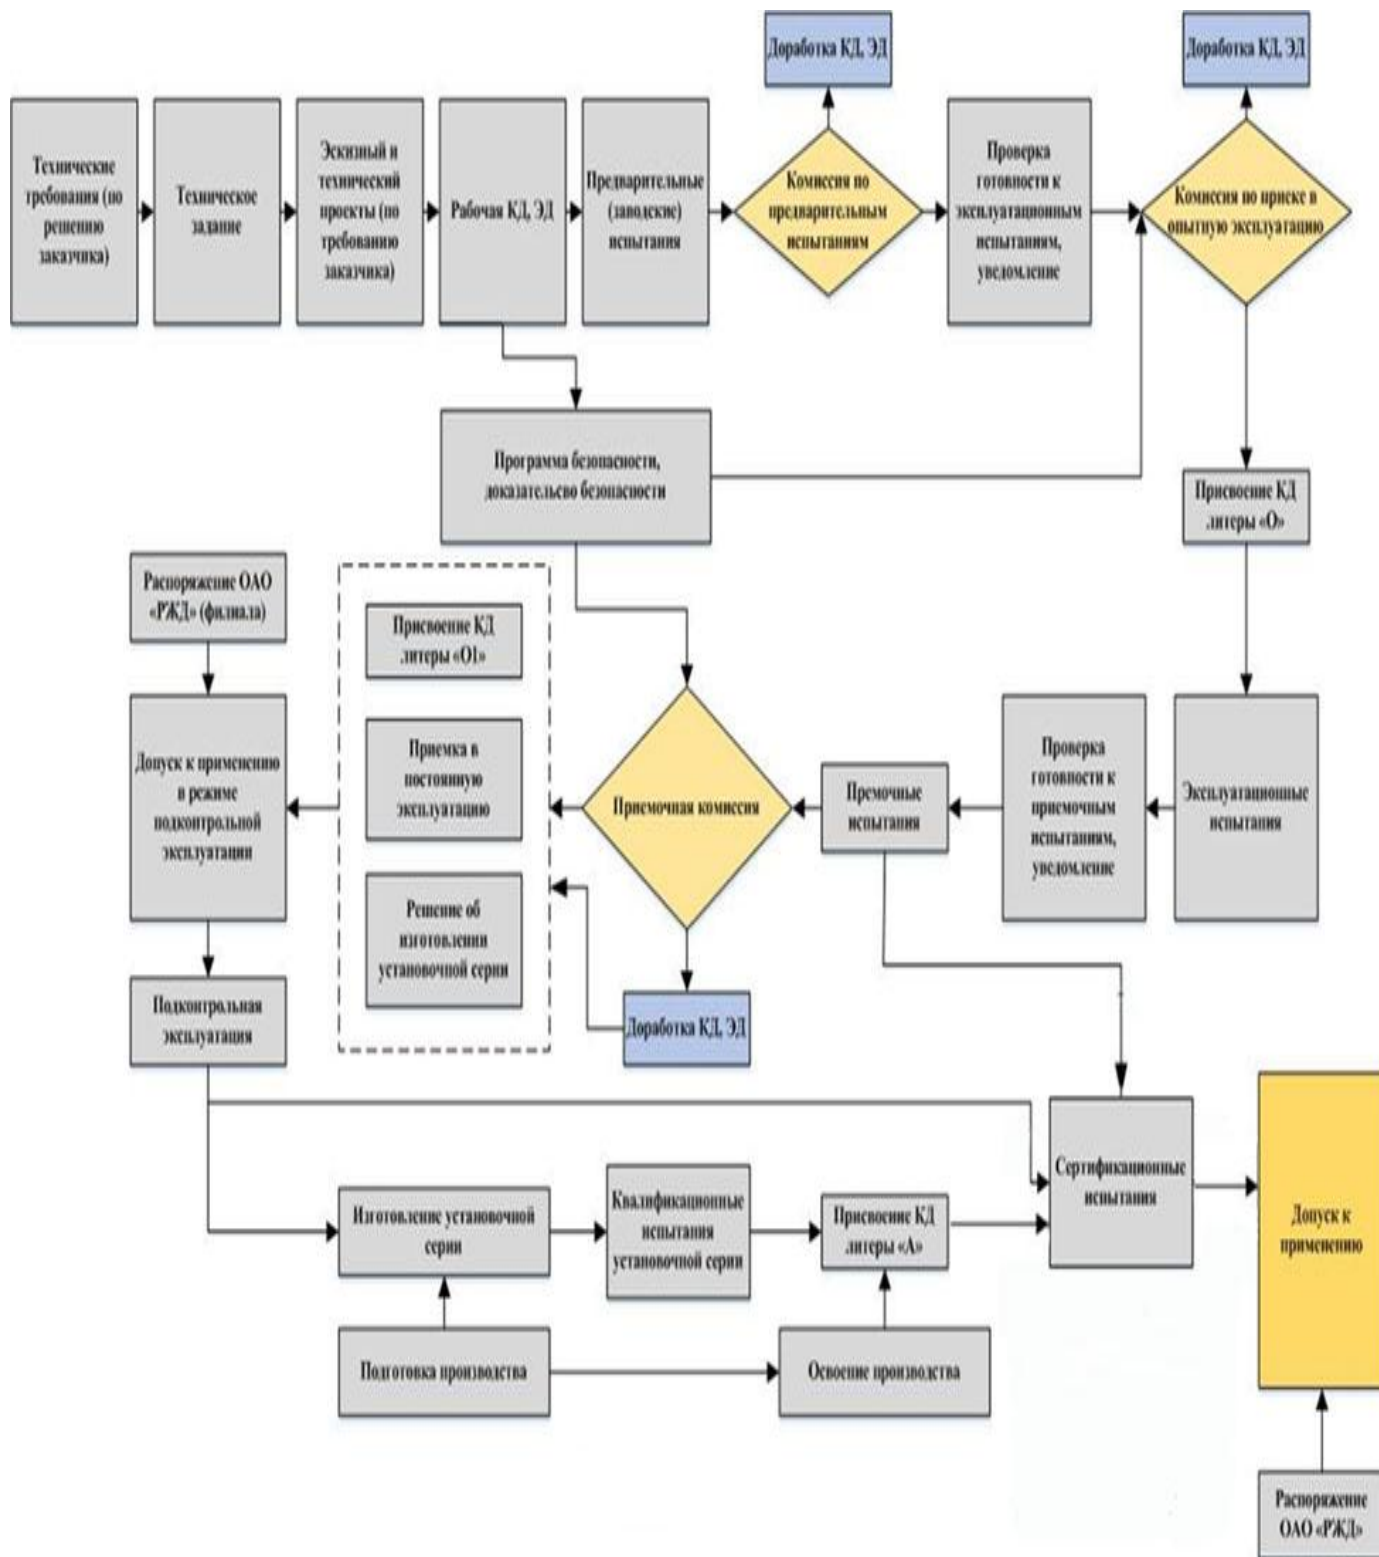 Доработка КД, ЭД
Доработка КД, ЭД
Технические
требования (по
решению
заказчика)
Техническое
задание
Эскизный и
технический
проекты (по
требованию
заказчика)
Рабочая КД, ЭД
Предварительные
(заводские)
испытания
Комиссия по
предварительным
испытаниям
Проверка
готовности к
эксплуатационным
испытаниям,
уведомление
Комиссия по приске в
опытную эксплуатацию
Программа безопасности,
доказательсво безопасности
Присвоение КД
литеры «О»
Распоряжение ОАО
«РЖД» (филиала)
Присвоение КД
литеры «О1»
Допуск к применению
в режиме
подконтрольной
эксплуатации
Приемка в
постоянную
эксплуатацию
Приемочная комиссия
Премочные
испытания
Проверка
готовности к
приемочным
испытаниям,
уведомление
Эксплуатационные
испытания
Решение об
изготовлении
установочной серии
Подконтрольная
эксплуатация
Доработка КД, ЭД
Сертификационные
испытания
Допуск к
применению
Изготовление установочной
серии
Квалификационные
испытания
установочной серии
Присвоение КД
литеры «А»
Подготовка производства
Освоение производства
Распоряжение
ОАО «РЖД»